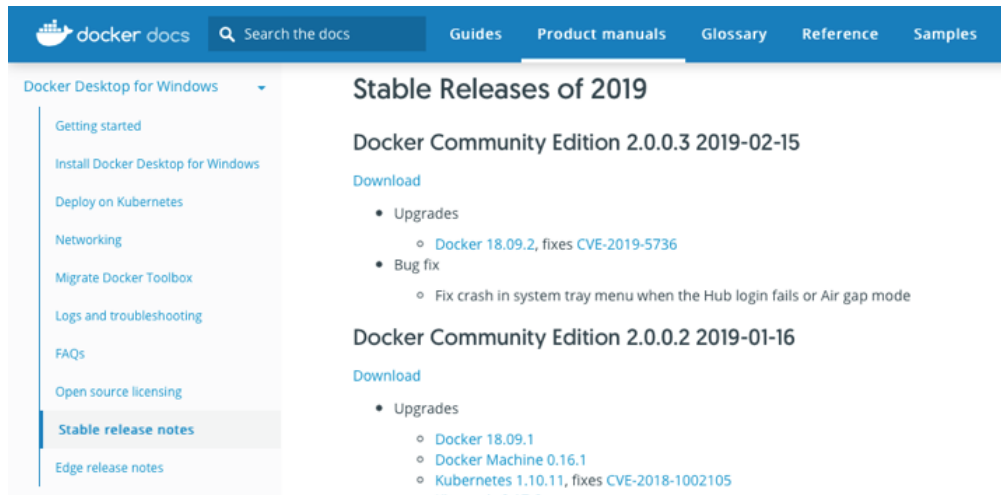 docker docs
Search the docs
Guides
Product manuals
Glossary
Reference
Samples
Docker Desktop for Windows
Getting started
Install Docker Desktop for Windows
Deploy on Kubernetes
Networking
Migrate Docker Toolbox
Logs and troubleshooting
FAQs
Open source licensing
Stable release notes
Edge release notes
Stable Releases of 2019
Docker Community Edition 2.0.0.3 2019-02-15
Download
Upgrades
Docker 18.09.2, fixes CVE-2019-5736
Bug fix
Fix crash in system tray menu when the Hub login fails or Air gap mode
Docker Community Edition 2.0.0.2 2019-01-16
Download
Upgrades
Docker 18.09.1
Docker Machine 0.16.1
Kubernetes 1.10.11, fixes CVE-2018-1002105